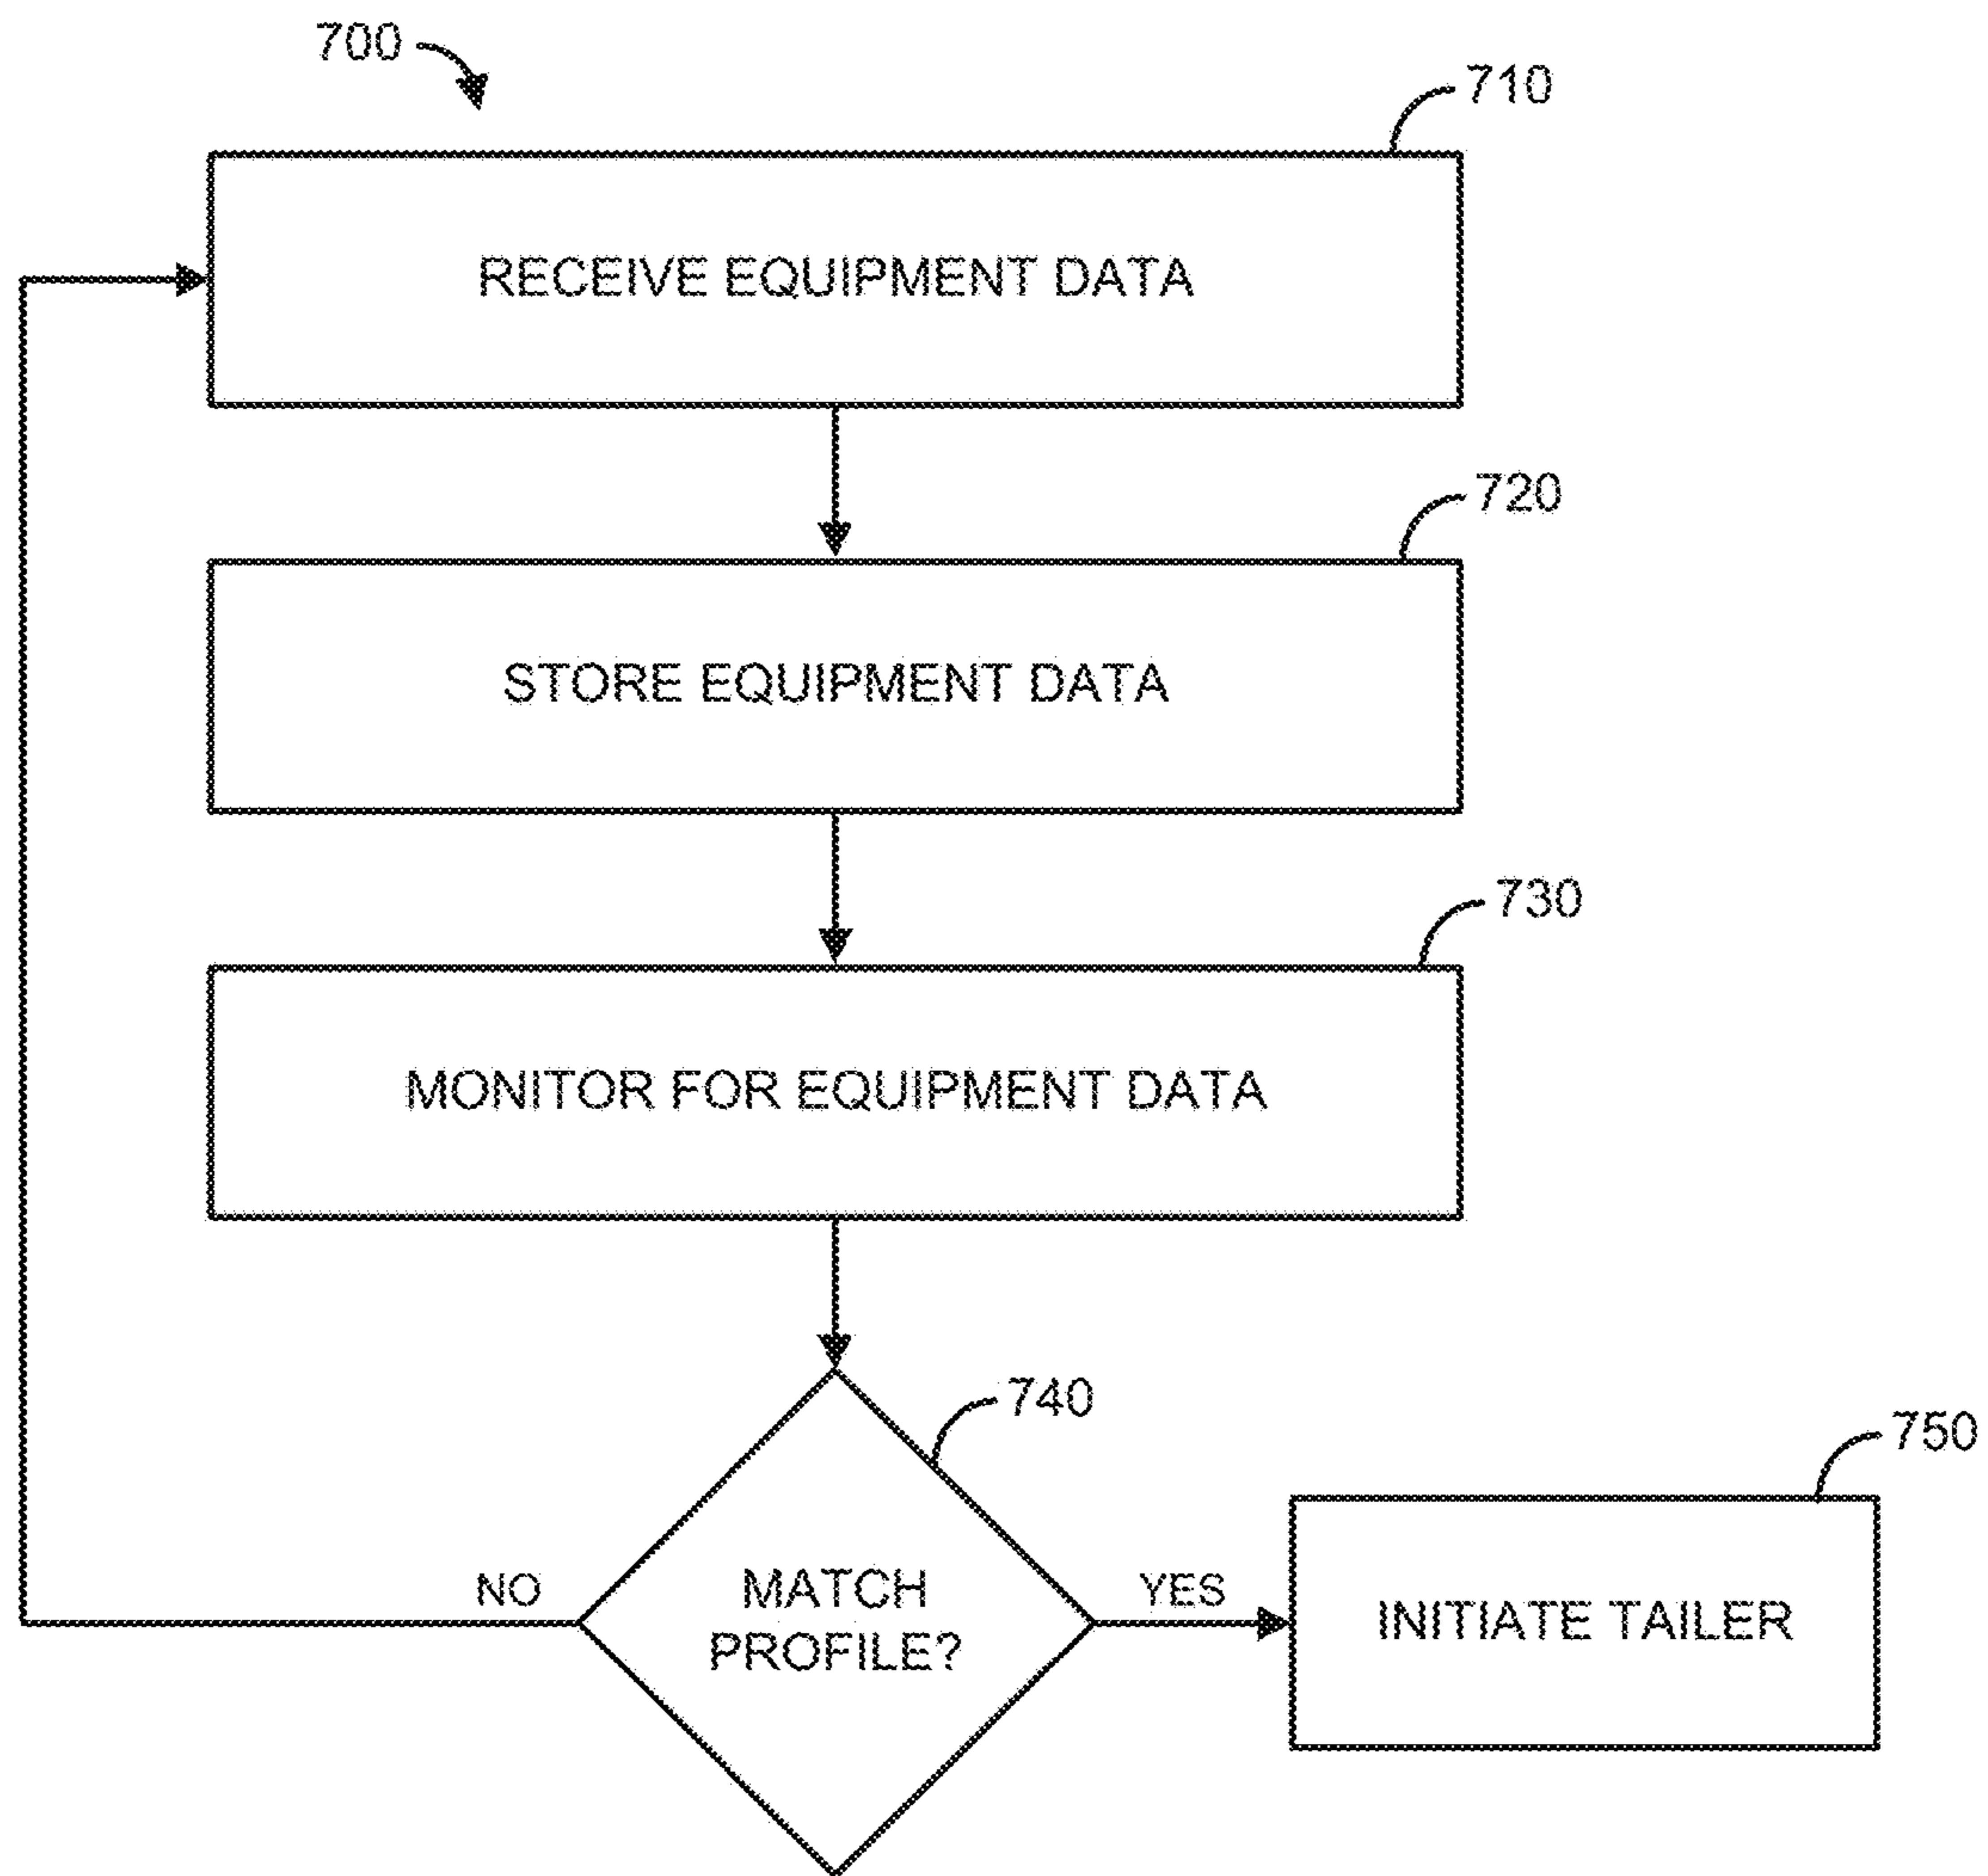 700
710
RECEIVE EQUIPMENT DATA
720
STORE EQUIPMENT DATA
730
MONITOR FOR EQUIPMENT DATA
740
750
NO
MATCH
PROFILE?
YES
INITIATE TAILER